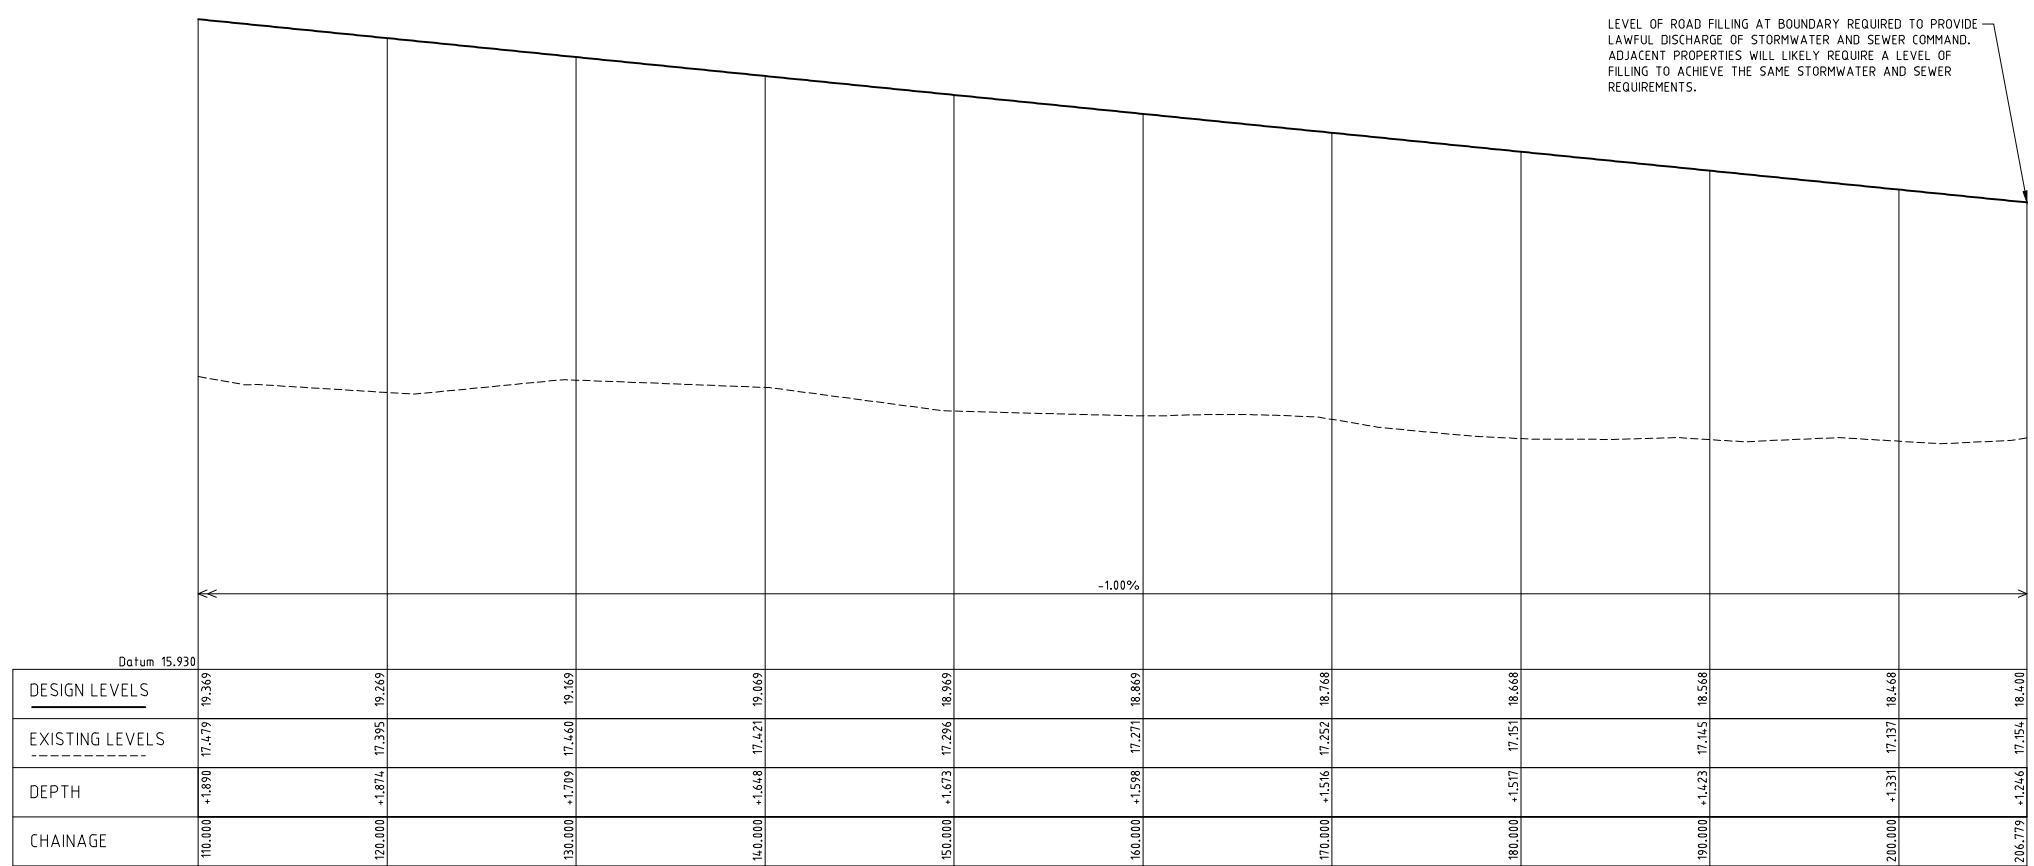 LEVEL OF ROAD FILLING AT BOUNDARY REQUIRED TO PROVIDE
LAWFUL DISCHARGE OF STORMWATER AND SEWER COMMAND.
ADJACENT PROPERTIES WILL LIKELY REQUIRE A LEVEL OF
FILLING TO ACHIEVE THE SAME STORMWATER AND SEWER
REQUIREMENTS.
-1.00%
Datum 15.930
DESIGN LEVELS 19.369 19.269 19.169 19.069 18.969 18.869 18.768 18.668 18.568 18.468 18.400
EXISTING LEVELS 17.479 17.395 17.460 17.421 17.296 17.271 17.252 17.151 17.145 17.137 17.154
DEPTH +1.890 +1.874 +1.709 +1.648 +1.673 +1.598 +1.516 +1.517 +1.423 +1.331 +1.246
CHAINAGE 110.000 120.000 130.000 140.000 150.000 160.000 170.000 180.000 190.000 200.000 206.779